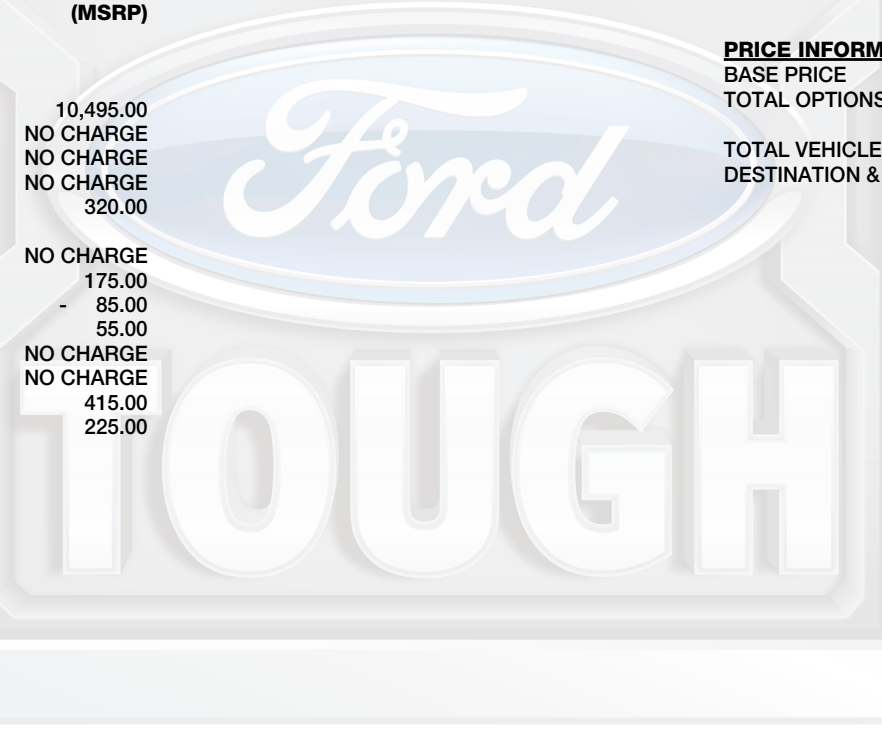 (MSRP)
10,495.00
NO CHARGE
NO CHARGE
NO CHARGE
320.00
NO CHARGE
175.00
- 85.00
55.00
NO CHARGE
NO CHARGE
415.00
225.00
PRICE INFORM
BASE PRICE
TOTAL OPTIONS
TOTAL VEHICLE
DESTINATION &
Ford
TOUGH